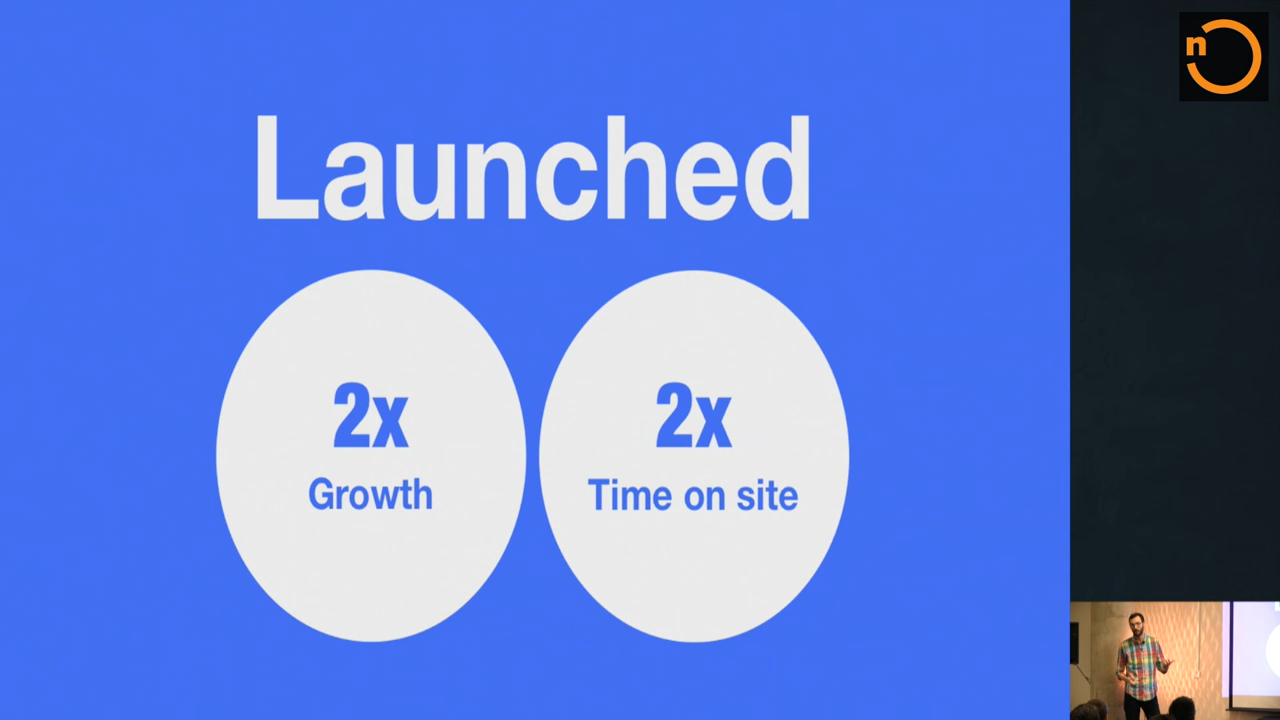 Launched
2x
Growth
2x
Time on site
n